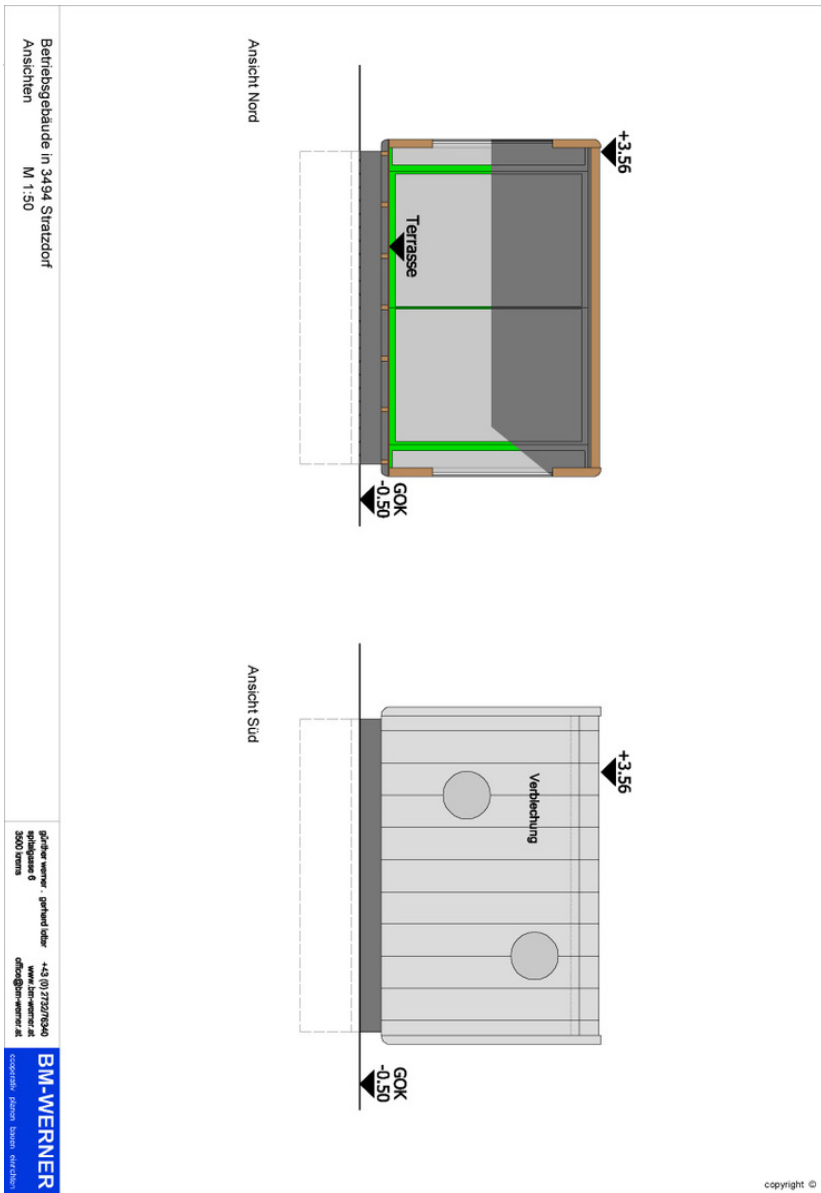 Ansicht Nord
+3.56
Terrasse
GOK
-0.50
Ansicht Süd
+3.56
Verblechung
GOK
-0.50
Betriebsgebäude in 3494 Stratzdorf
Ansichten M 1:50
günther werner . gerhard lotter +43 (0) 2732/76340
spitalgasse 6 www.bm-werner.at
3500 krems office@bm-werner.at
BM-WERNER
cooperativ planen bauen einrichten
copyright ©